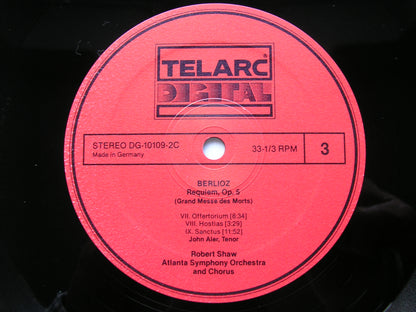 TELARC
DIGITAL
STEREO DG-10109-2C
Made in Germany
33-1/3 RPM
3
BERLIOZ
Requiem, Op. 5
(Grand Messe des Morts)
VII. Offertorium [8:34]
VIII. Hostias [3:29]
IX. Sanctus [11:52]
John Aler, Tenor
Robert Shaw
Atlanta Symphony Orchestra
and Chorus